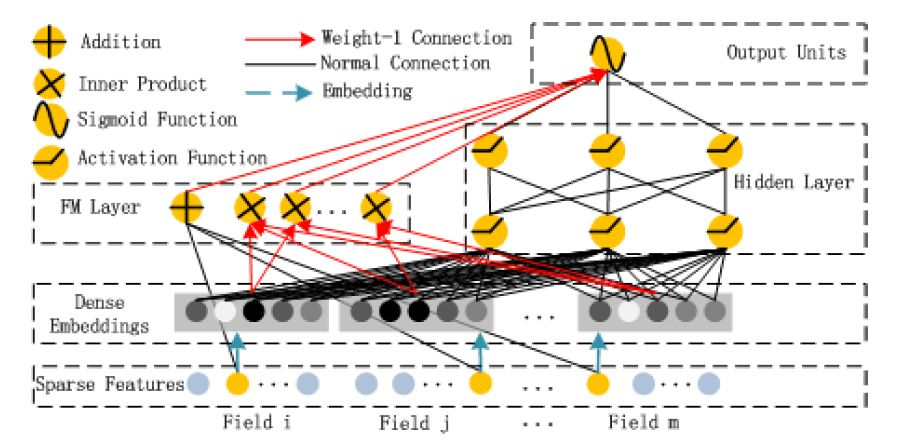 Addition
Inner Product
Sigmoid Function
Activation Function
Weight-1 Connection
Normal Connection
Embedding
Output Units
Hidden Layer
FM Layer
...
Dense
Embeddings
...
Sparse Features
... ... ... ...
Field i Field j ... Field m